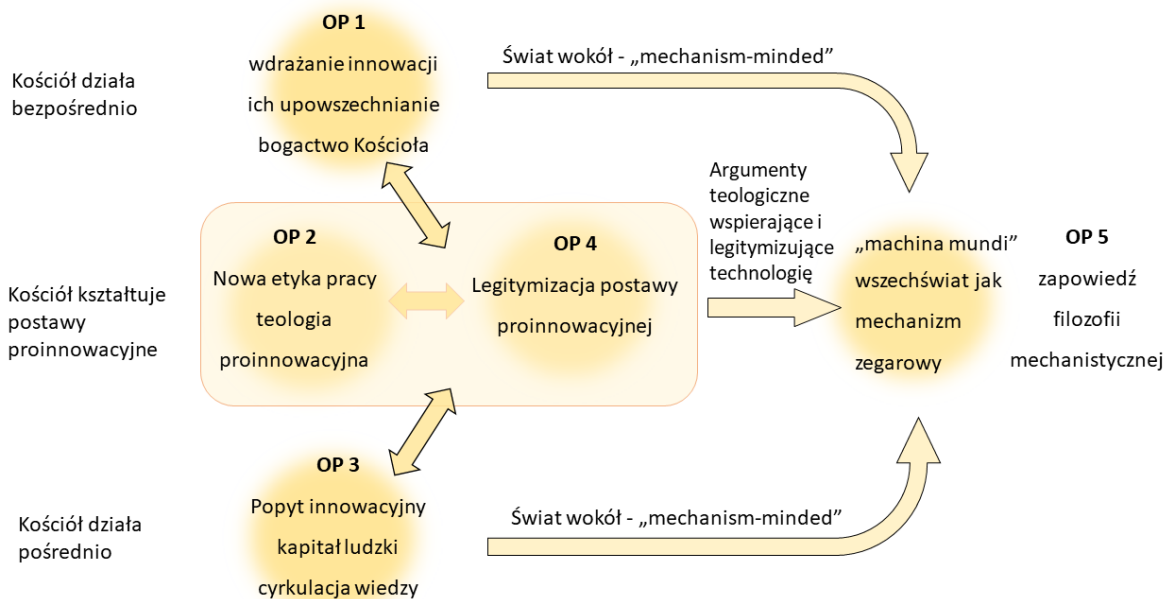 OP 1
wdrażanie innowacji
ich upowszechnianie
bogactwo Kościoła
Kościół działa
bezpośrednio
Świat wokół - „mechanism-minded”
Argumenty
teologiczne
wspierające i
legitymizujące
technologię
Kościół kształtuje
postawy
proinnowacyjne
OP 2
Nowa etyka pracy
teologia
proinnowacyjna
OP 4
Legitymizacja postawy
proinnowacyjnej
„machina mundi”
wszechświat jak
mechanizm
zegarowy
OP 5
zapowiedź
filozofii
mechanistycznej
Kościół działa
pośrednio
OP 3
Popyt innowacyjny
kapitał ludzki
cyrkulacja wiedzy
Świat wokół - „mechanism-minded”